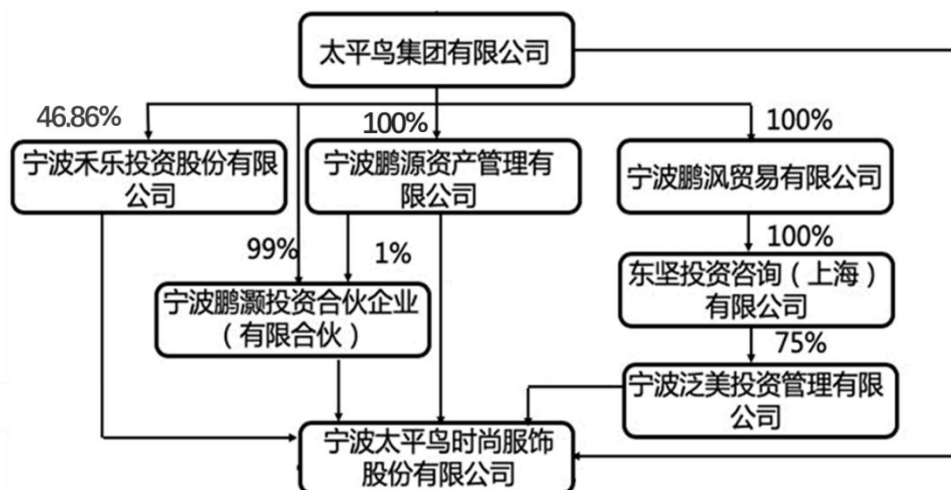 太平鸟集团有限公司
46.86%
100%
100%
宁波禾乐投资股份有限
公司
宁波鹏源资产管理有
限公司
宁波鹏沨贸易有限公司
99%
1%
100%
宁波鹏灏投资合伙企业
（有限合伙）
东坚投资咨询（上海）
有限公司
75%
宁波泛美投资管理有限
公司
宁波太平鸟时尚服饰
股份有限公司